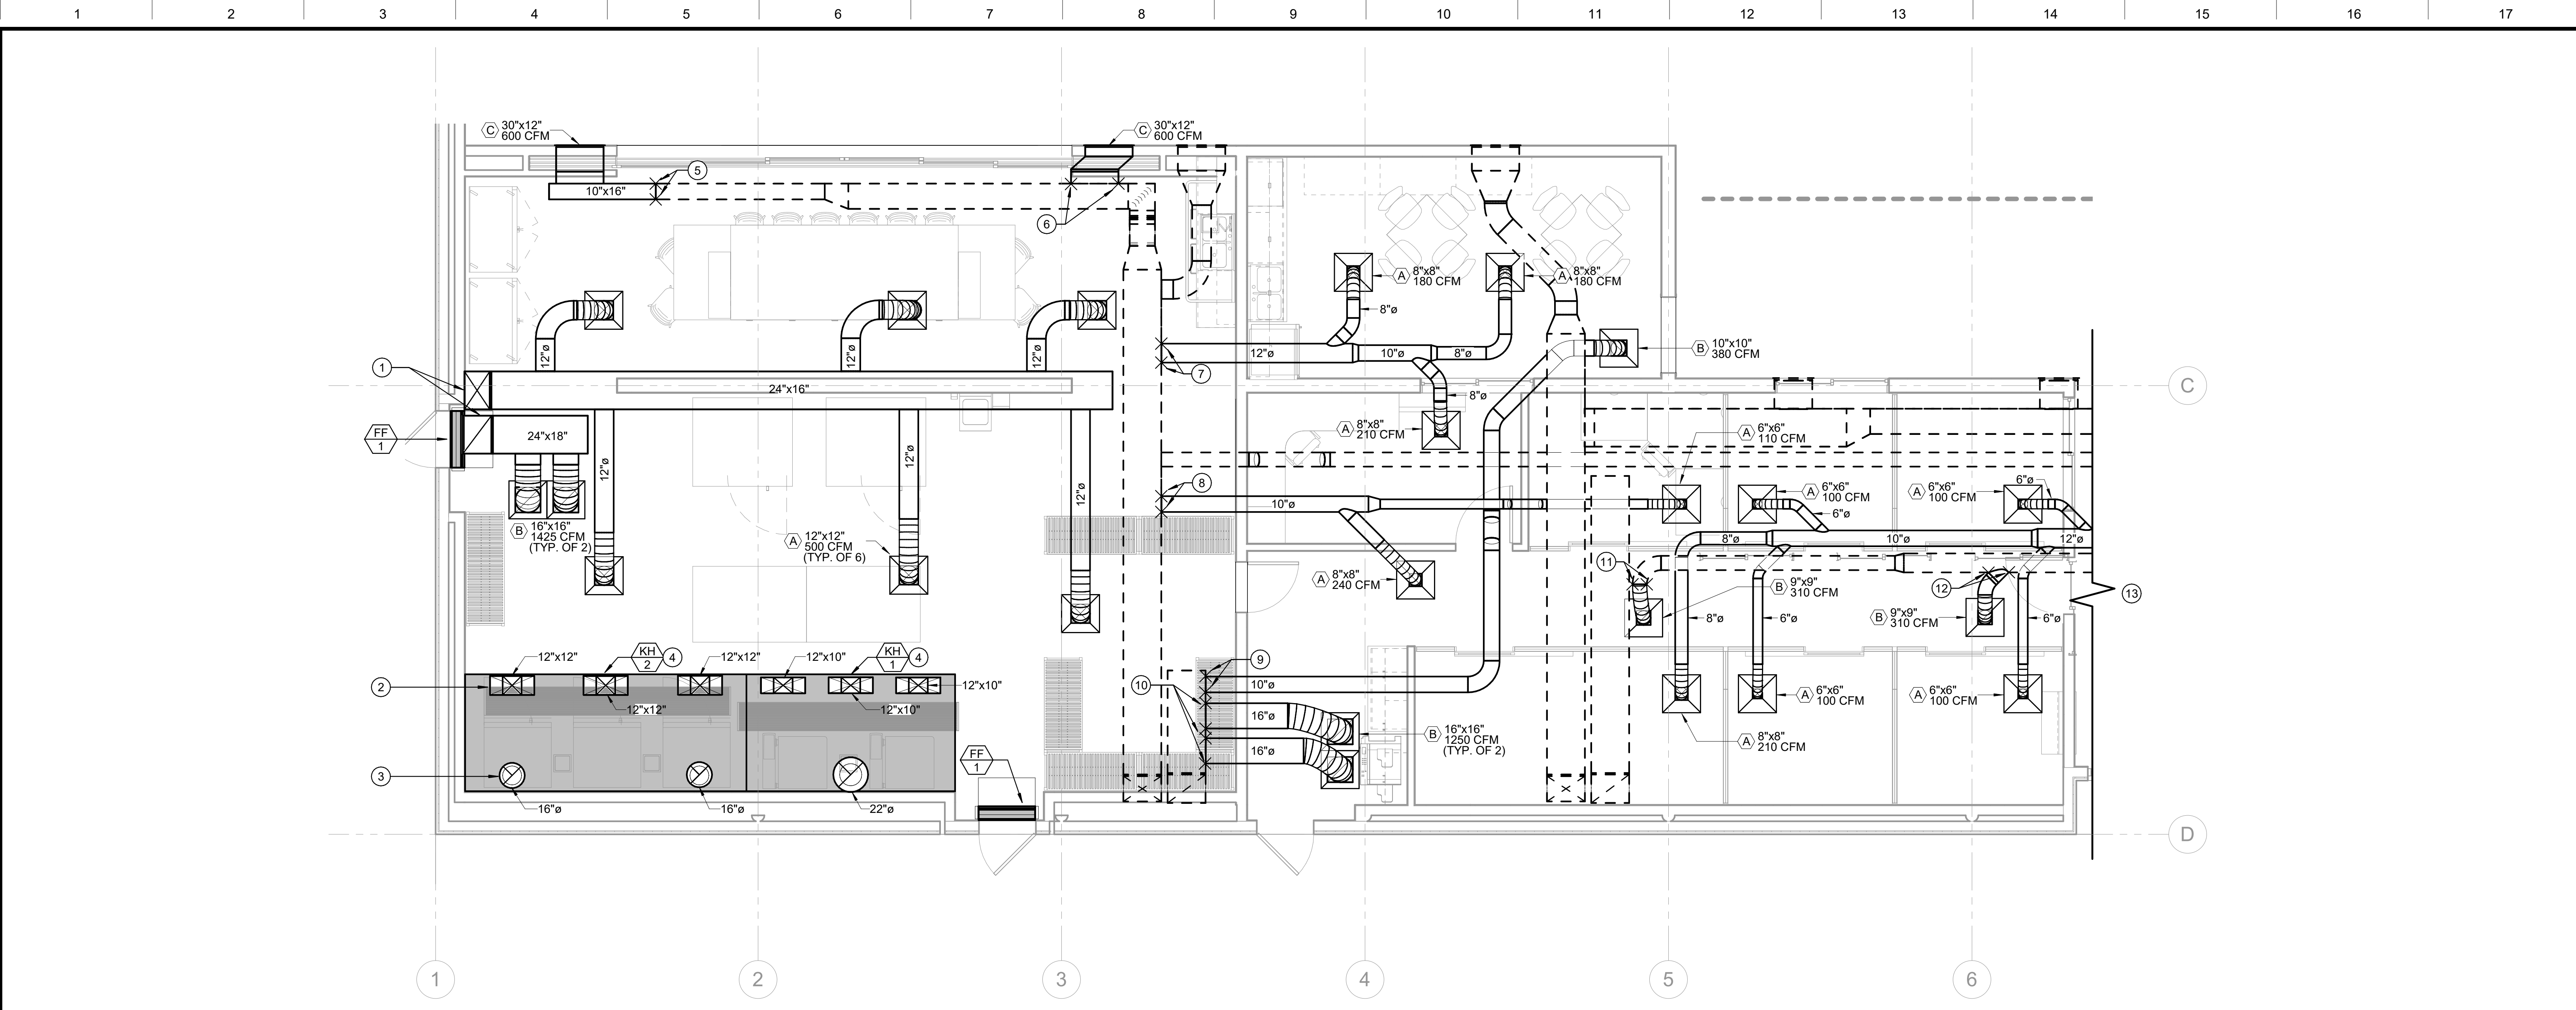 1 2 3 4 5 6 7 8 9 10 11 12 13 14 15 16 17
C 30"x12"
600 CFM
C 30"x12"
600 CFM
5
10"x16"
6
A 8"x8"
180 CFM
A 8"x8"
180 CFM
8"ø
12"ø
12"ø
12"ø
12"ø
10"ø
8"ø
B 10"x10"
380 CFM
1
7
24"x16"
C
8"ø
FF
1
24"x18"
A 8"x8"
210 CFM
A 6"x6"
110 CFM
12"ø
12"ø
12"ø
8
6"ø
A 6"x6"
100 CFM
A 6"x6"
100 CFM
10"ø
6"ø
B 16"x16"
1425 CFM
(TYP. OF 2)
A 12"x12"
500 CFM
(TYP. OF 6)
8"ø
10"ø
12"ø
11
A 8"x8"
240 CFM
B 9"x9"
310 CFM
12
13
8"ø
6"ø
B 9"x9"
310 CFM
6"ø
12"x12"
KH
2
4
12"x12"
12"x10"
KH
1
4
9
2
12"x10"
10
10"ø
12"x12"
12"x10"
A 6"x6"
100 CFM
A 6"x6"
100 CFM
16"ø
B 16"x16"
1250 CFM
(TYP. OF 2)
A 8"x8"
210 CFM
16"ø
FF
1
3
16"ø
16"ø
22"ø
D
1 2 3 4 5 6